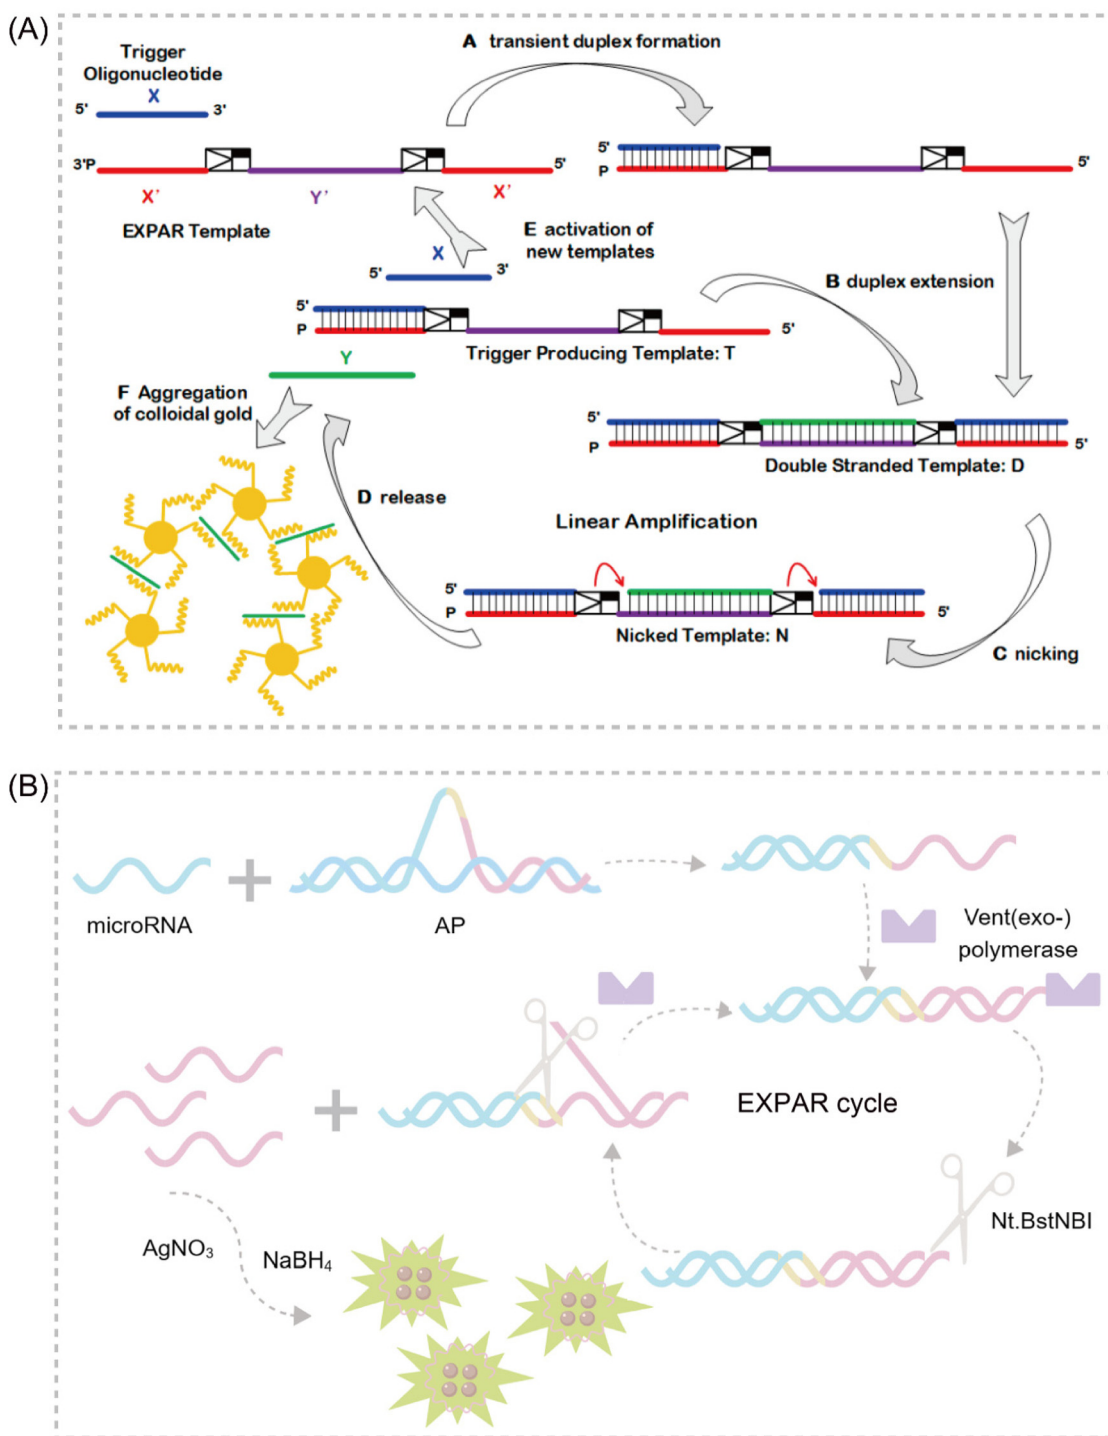 (A)
A transient duplex formation
Trigger
Oligonucleotide
X
5'
3'
3'P
5'
X'
Y'
X'
EXPAR Template
5'
P
5'
E activation of
new templates
X
5'
3'
B duplex extension
5'
P
5'
Trigger Producing Template: T
Y
F Aggregation
of colloidal gold
5'
P
5'
Double Stranded Template: D
D release
Linear Amplification
5'
P
5'
Nicked Template: N
C nicking
(B)
microRNA
AP
Vent(exo-)
polymerase
EXPAR cycle
Nt.BstNBI
AgNO₃
NaBH₄